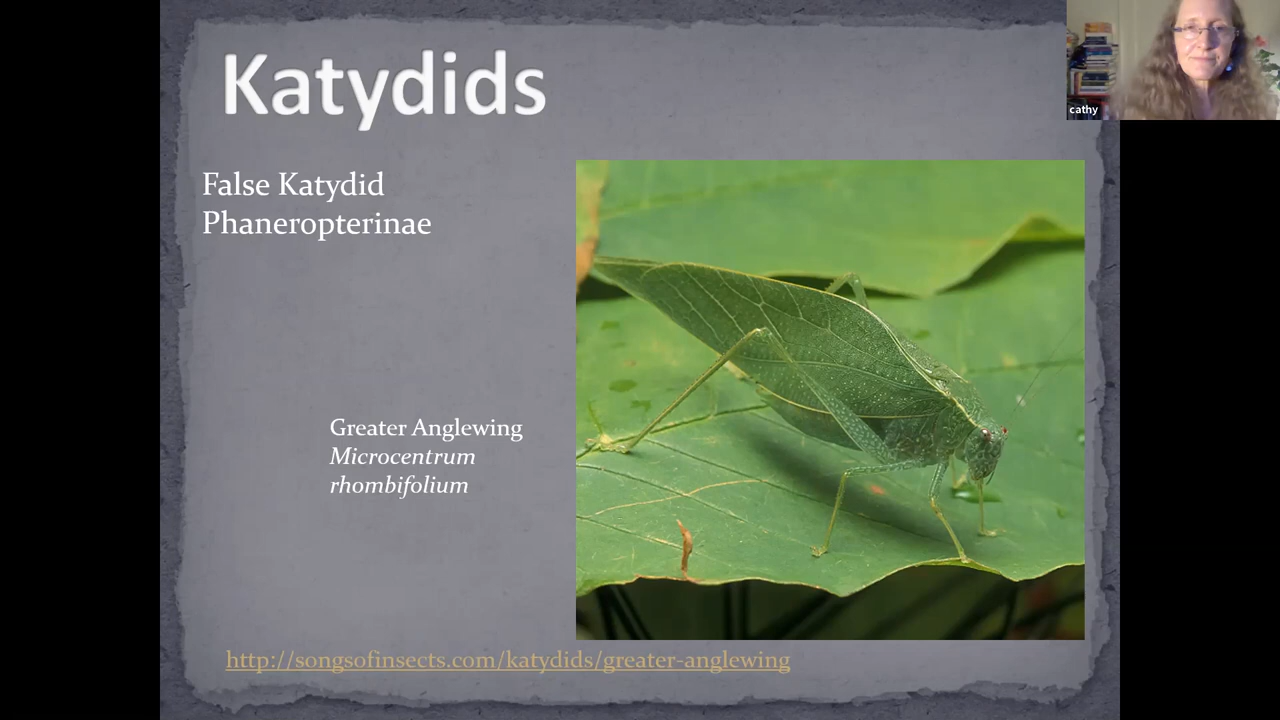 Katydids
cathy
False Katydid
Phaneropterinae
Greater Anglewing
Microcentrum
rhombifolium
http://songsofinsects.com/katydids/greater-anglewing